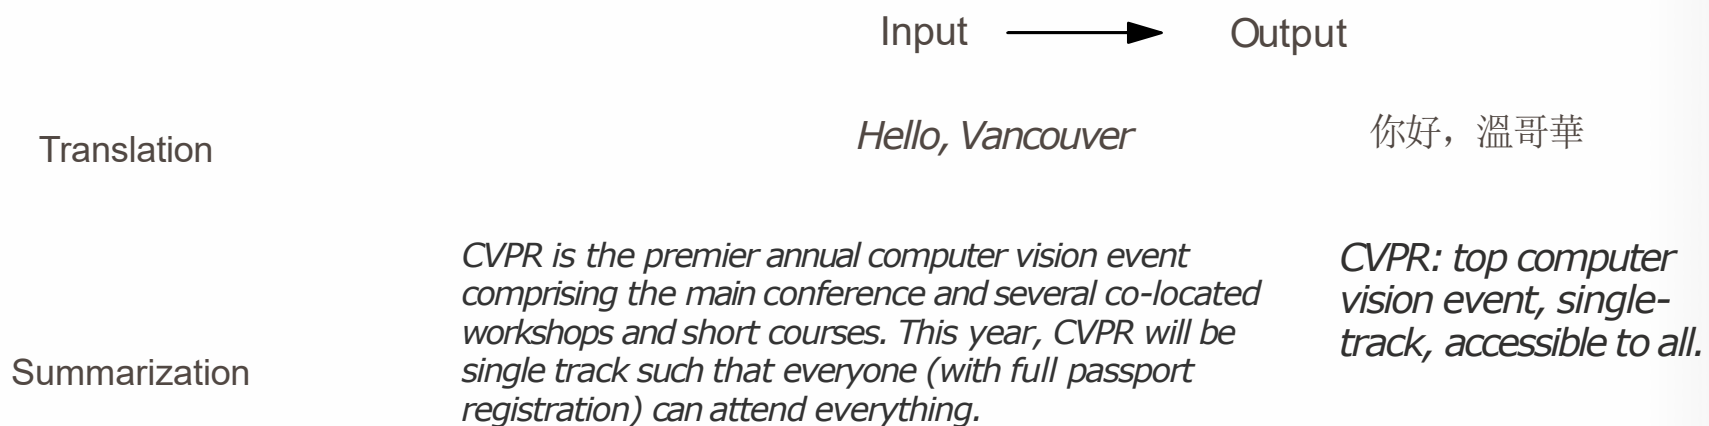 Input Output
Translation
Hello, Vancouver
你好，溫哥華
Summarization
CVPR is the premier annual computer vision event
comprising the main conference and several co-located
workshops and short courses. This year, CVPR will be
single track such that everyone (with full passport
registration) can attend everything.
CVPR: top computer
vision event, single-
track, accessible to all.